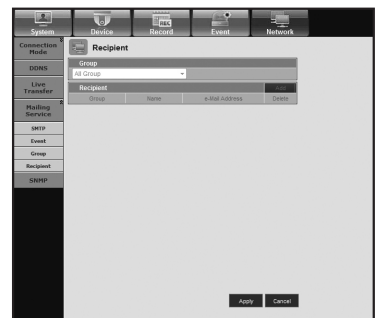 System Device Record Event Network
Connection
Mode
DDNS
Live
Transfer
Mailing
Service
SMTP
Event
Group
Recipient
SNMP
Recipient
Group
All Group
Recipient Add
Group Name e-Mail Address Delete
Apply Cancel